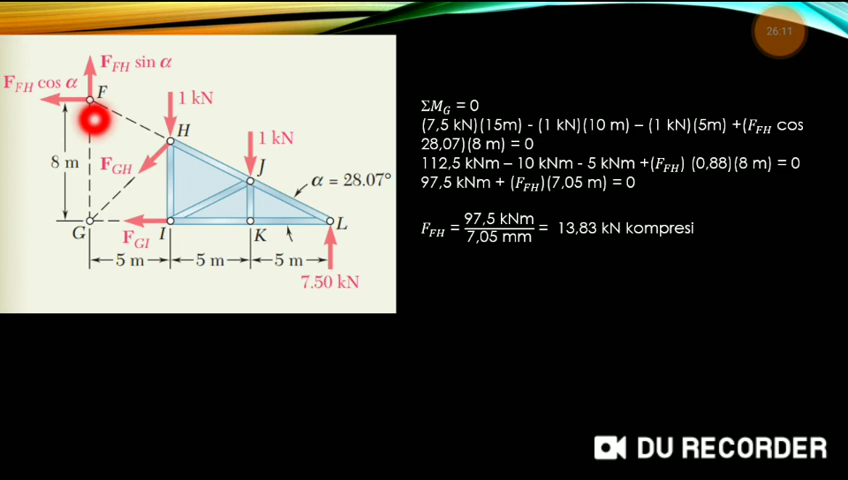 26:11
F_FH sin α
F_FH cos α
F
1 kN
H
1 kN
8 m
F_GH
J
α = 28.07°
G
F_GI
I
K
L
5 m
5 m
5 m
7.50 kN
ΣM_G = 0
(7,5 kN)(15m) - (1 kN)(10 m) – (1 kN)(5m) +(F_FH cos
28,07)(8 m) = 0
112,5 kNm – 10 kNm - 5 kNm +(F_FH) (0,88)(8 m) = 0
97,5 kNm + (F_FH)(7,05 m) = 0
F_FH = 97,5 kNm / 7,05 mm = 13,83 kN kompresi
DU RECORDER